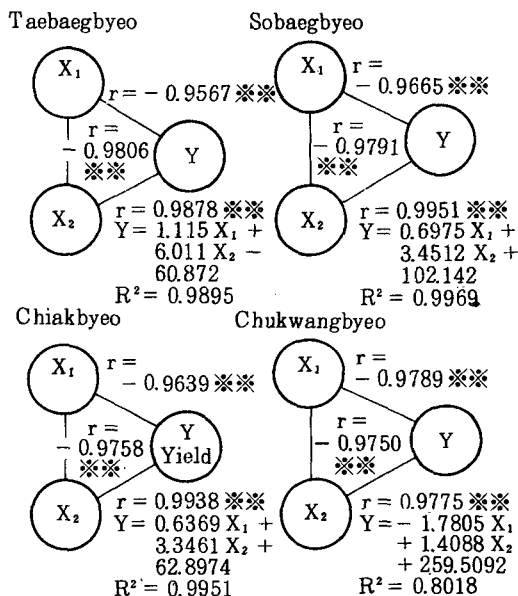 Taebaegbyeo
X₁
r = − 0.9567 ※※
r =
− 0.9806
※※
Y
X₂
r = 0.9878 ※※
Y = 1.115 X₁ +
6.011 X₂ −
60.872
R² = 0.9895
Sobaegbyeo
X₁
r =
− 0.9665 ※※
r =
− 0.9791
※※
Y
X₂
r = 0.9951 ※※
Y = 0.6975 X₁ +
3.4512 X₂ +
102.142
R² = 0.9969
Chiakbyeo
X₁
r =
− 0.9639 ※※
r =
− 0.9758
※※
Y
Yield
X₂
r = 0.9938 ※※
Y = 0.6369 X₁ +
3.3461 X₂ +
62.8974
R² = 0.9951
Chukwangbyeo
X₁
r =
− 0.9789 ※※
r =
− 0.9750
※※
Y
X₂
r = 0.9775 ※※
Y = − 1.7805 X₁
+ 1.4088 X₂
+ 259.5092
R² = 0.8018